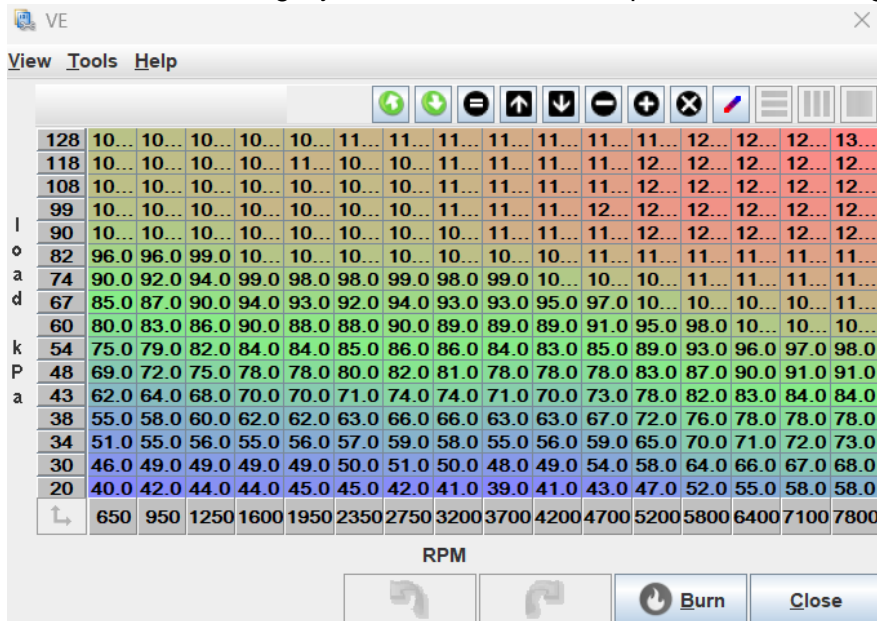 VE
View Tools Help
128 10... 10... 10... 10... 10... 11... 11... 11... 11... 11... 11... 11... 12... 12... 12... 13...
118 10... 10... 10... 10... 11 10... 10... 11... 11... 11... 11... 12... 12... 12... 12... 12...
108 10... 10... 10... 10... 10... 10... 10... 11... 11... 11... 11... 12... 12... 12... 12... 12...
99 10... 10... 10... 10... 10... 10... 10... 11... 11... 11... 12... 12... 12... 12... 12... 12...
90 10... 10... 10... 10... 10... 10... 10... 10... 11... 11... 11... 12... 12... 12... 12... 12...
82 96.0 96.0 99.0 10... 10... 10... 10... 10... 10... 10... 11... 11... 11... 11... 11... 11...
74 90.0 92.0 94.0 99.0 98.0 98.0 99.0 98.0 99.0 10... 10... 10... 11... 11... 11... 11...
67 85.0 87.0 90.0 94.0 93.0 92.0 94.0 93.0 93.0 95.0 97.0 10... 10... 10... 10... 11...
60 80.0 83.0 86.0 90.0 88.0 88.0 90.0 89.0 89.0 89.0 91.0 95.0 98.0 10... 10... 10...
54 75.0 79.0 82.0 84.0 84.0 85.0 86.0 86.0 84.0 83.0 85.0 89.0 93.0 96.0 97.0 98.0
48 69.0 72.0 75.0 78.0 78.0 80.0 82.0 81.0 78.0 78.0 78.0 83.0 87.0 90.0 91.0 91.0
43 62.0 64.0 68.0 70.0 70.0 71.0 74.0 74.0 71.0 70.0 73.0 78.0 82.0 83.0 84.0 84.0
38 55.0 58.0 60.0 62.0 62.0 63.0 66.0 66.0 63.0 63.0 67.0 72.0 76.0 78.0 78.0 78.0
34 51.0 55.0 56.0 55.0 56.0 57.0 59.0 58.0 55.0 56.0 59.0 65.0 70.0 71.0 72.0 73.0
30 46.0 49.0 49.0 49.0 49.0 50.0 51.0 50.0 48.0 49.0 54.0 58.0 64.0 66.0 67.0 68.0
20 40.0 42.0 44.0 44.0 45.0 45.0 42.0 41.0 39.0 41.0 43.0 47.0 52.0 55.0 58.0 58.0
650 950 1250 1600 1950 2350 2750 3200 3700 4200 4700 5200 5800 6400 7100 7800
load kPa
RPM
Burn Close